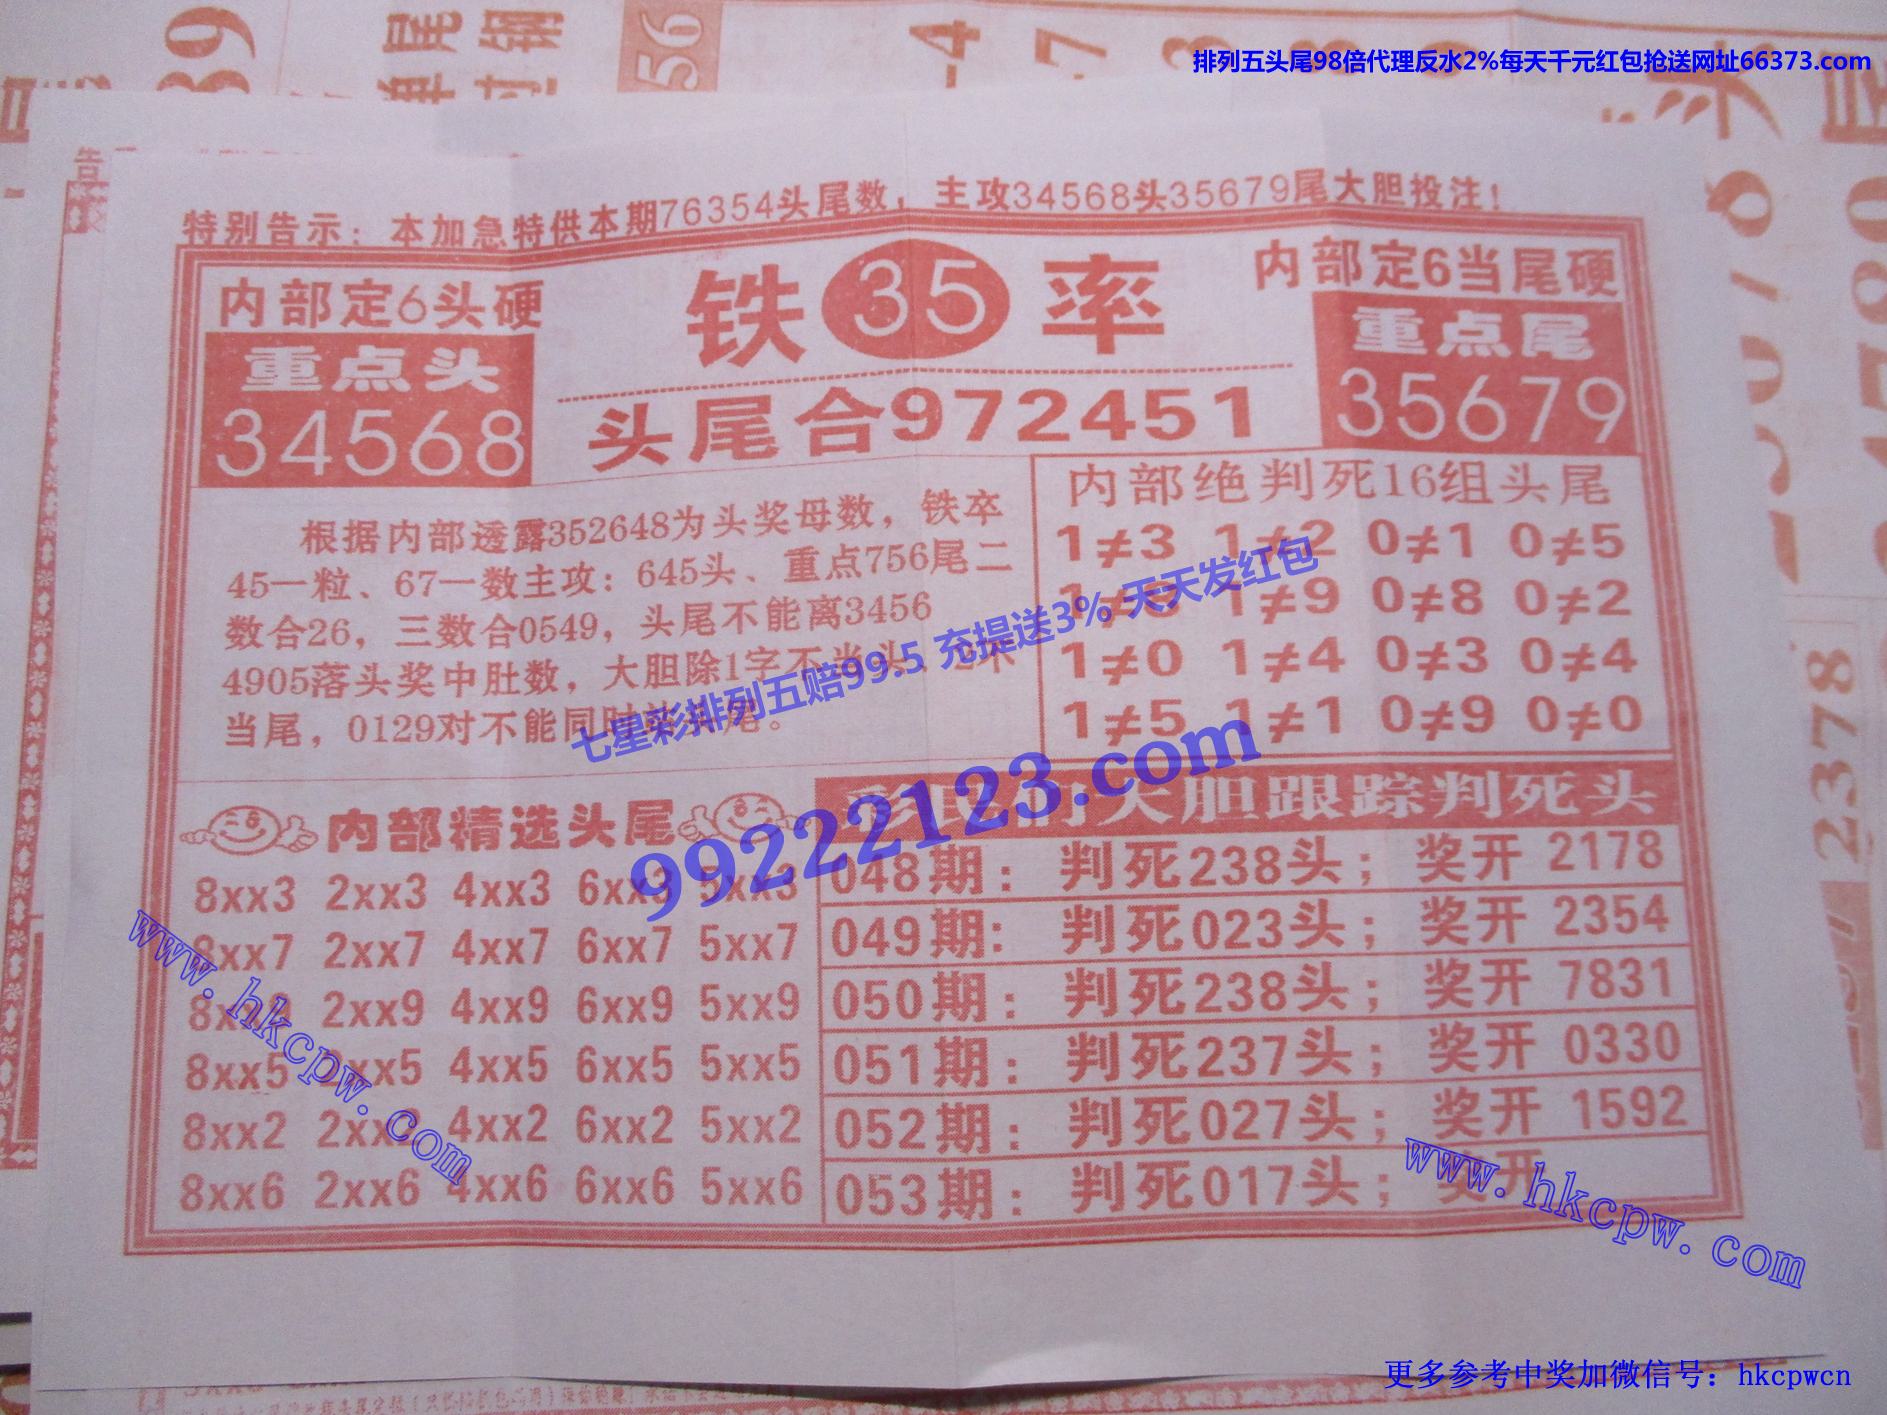 排列五头尾98倍代理反水2%每天千元红包抢送网址66373.com
特别告示：本加急特供本期76354头尾数，主攻34568头35679尾大胆投注！
内部定6头硬
重点头
34568
铁35率
头尾合972451
内部定6当尾硬
重点尾
35679
根据内部透露352648为头奖母数，铁卒
45一粒、67一数主攻：645头、重点756尾二
数合26，三数合0549，头尾不能离3456
4905落头奖中肚数，大胆除1字不当头
当尾，0129对不能同时
内部绝判死16组头尾
1≠3 1≠2 0≠1 0≠5
1≠9 0≠8 0≠2
1≠0 1≠4 0≠3 0≠4
1≠5 1≠1 0≠9 0≠0
七星彩排列五赔99.5 充提送3% 天天发红包
99222123.com
内部精选头尾
8xx3 2xx3 4xx3 6xx3 5xx3
8xx7 2xx7 4xx7 6xx7 5xx7
8xx9 2xx9 4xx9 6xx9 5xx9
8xx5 2xx5 4xx5 6xx5 5xx5
8xx2 2xx2 4xx2 6xx2 5xx2
8xx6 2xx6 4xx6 6xx6 5xx6
彩民们大胆跟踪判死头
048期：判死238头；奖开 2178
049期：判死023头；奖开 2354
050期：判死238头；奖开 7831
051期：判死237头；奖开 0330
052期：判死027头；奖开 1592
053期：判死017头；奖开
www.hkcpw.com
www.hkcpw.com
2378
更多参考中奖加微信号：hkcpwcn